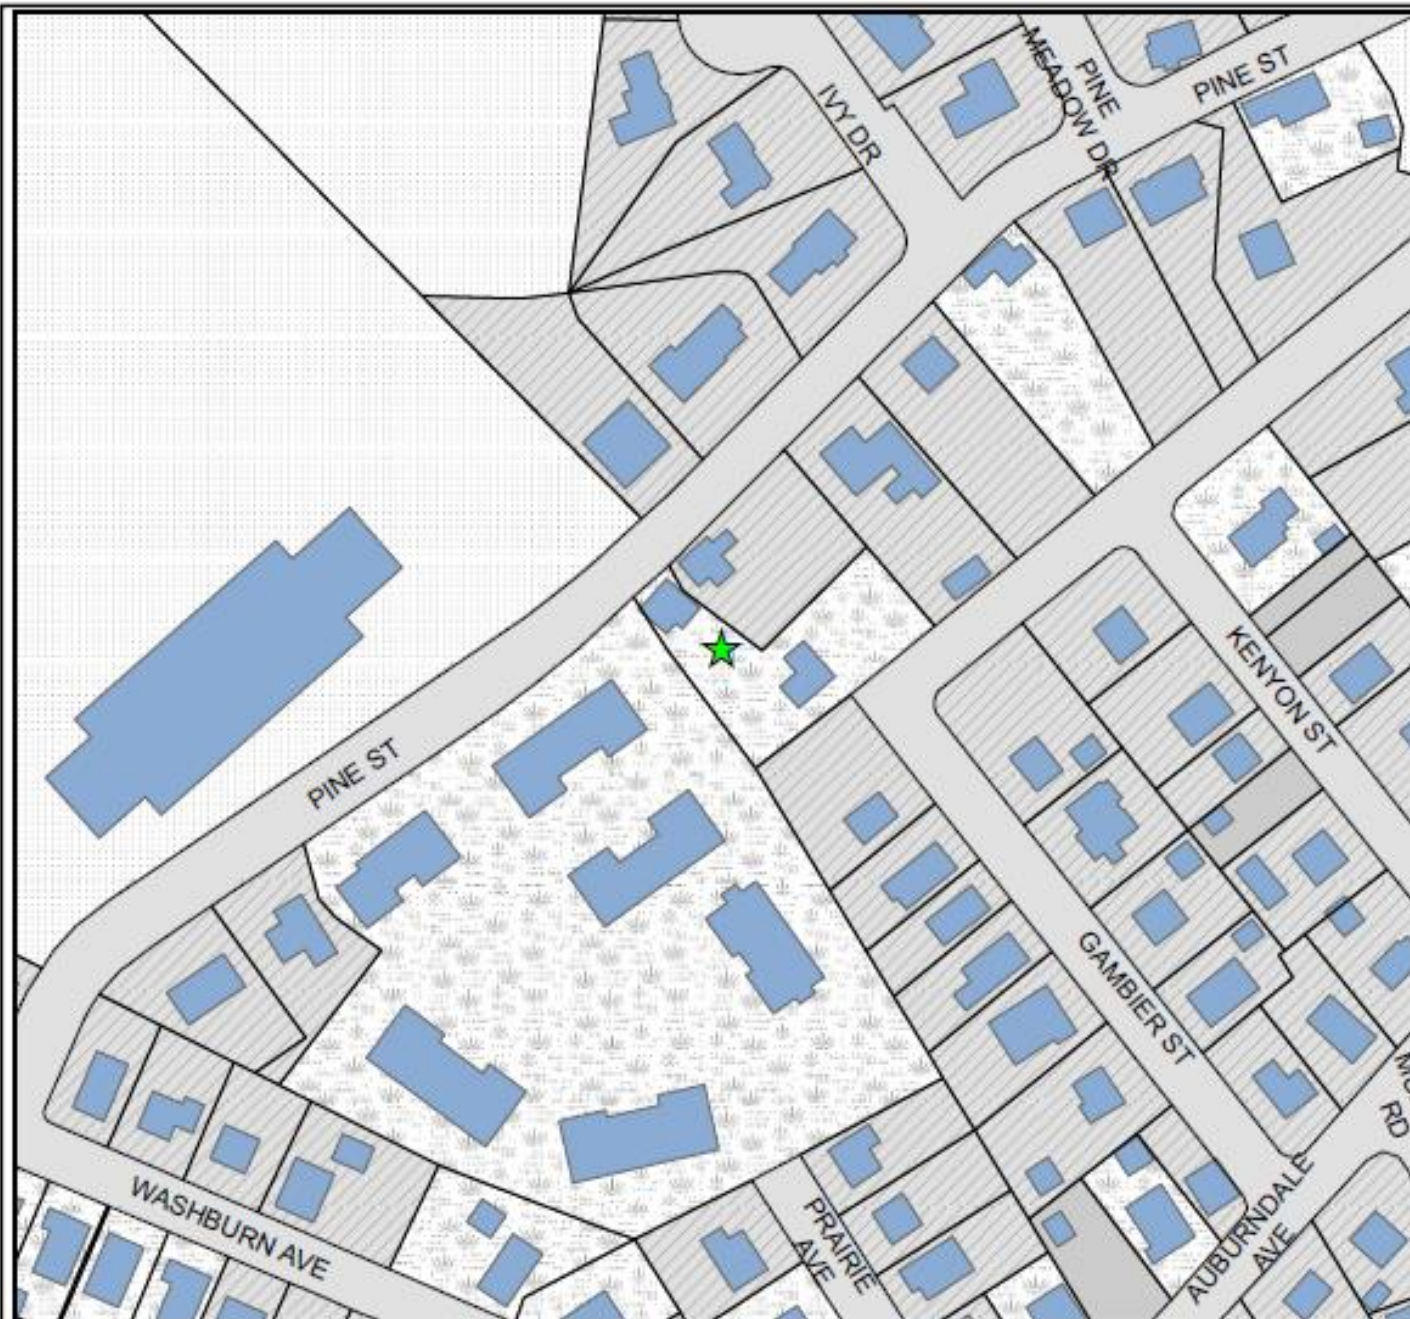 IVY DR
PINE
MEADOW DR
PINE ST
PINE ST
KENYON ST
GAMBIER ST
RD
WASHBURN AVE
PRAIRIE
AVE
AUBURNDALE
AVE